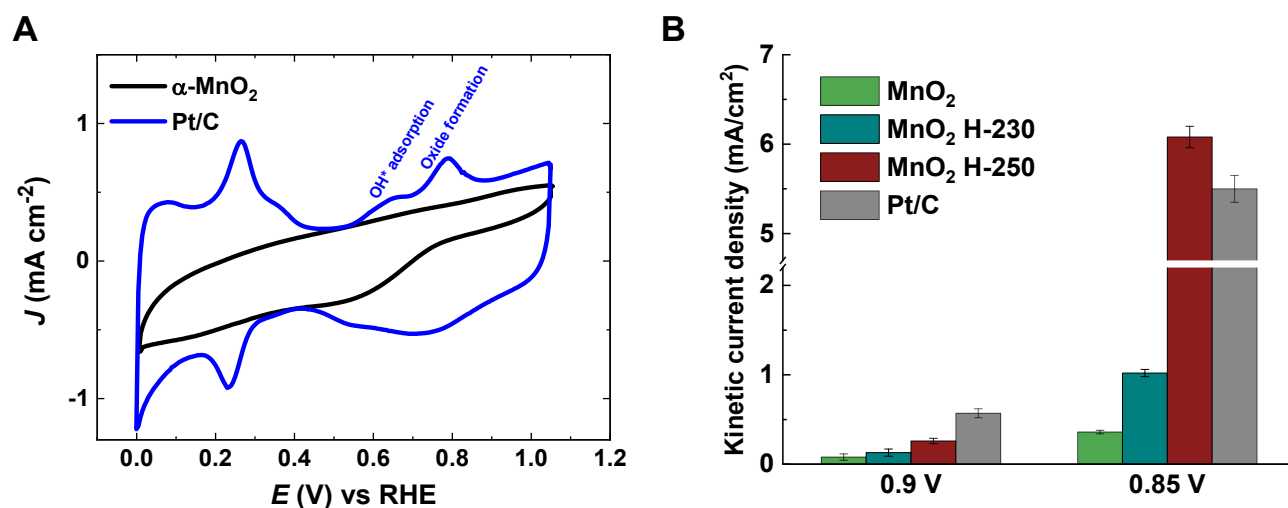 A
α-MnO₂
Pt/C
OH* adsorption
Oxide formation
1
0
-1
J (mA cm⁻²)
0.0 0.2 0.4 0.6 0.8 1.0 1.2
E (V) vs RHE
B
MnO₂
MnO₂ H-230
MnO₂ H-250
Pt/C
7
6
5
2
1
0
Kinetic current density (mA/cm²)
0.9 V 0.85 V